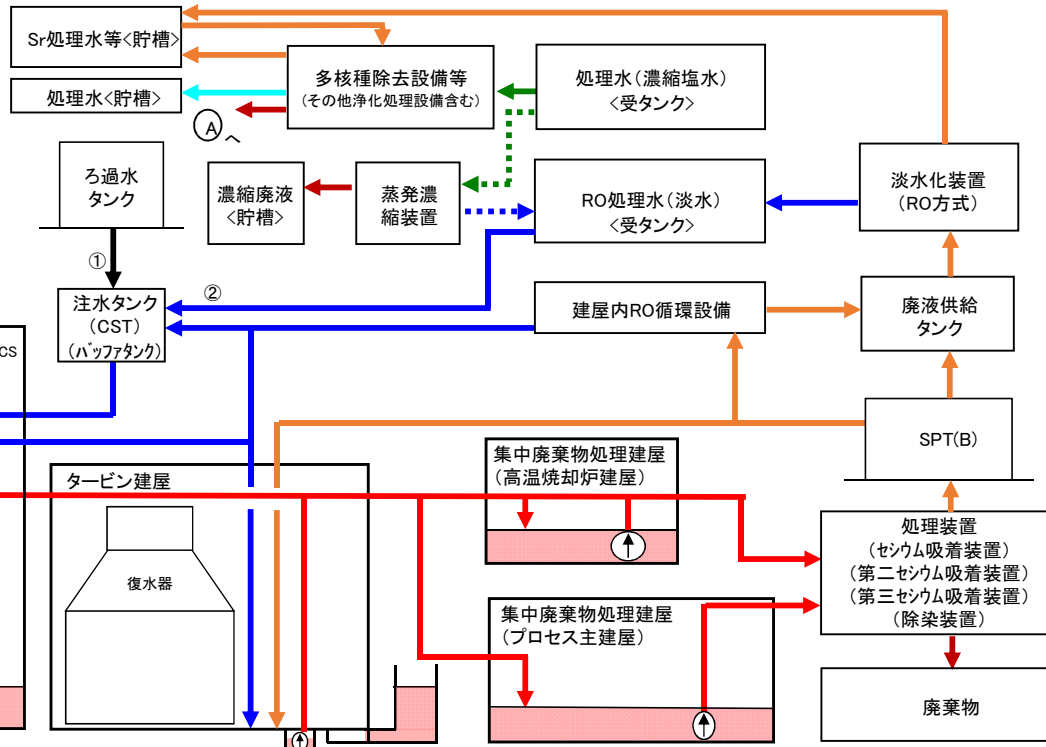 Sr処理水等<貯槽>
処理水<貯槽>
多核種除去設備等
(その他浄化処理設備含む)
処理水(濃縮塩水)
<受タンク>
Aへ
ろ過水
タンク
濃縮廃液
<貯槽>
蒸発濃
縮装置
RO処理水(淡水)
<受タンク>
淡水化装置
(RO方式)
①
②
注水タンク
(CST)
(バッファタンク)
建屋内RO循環設備
廃液供給
タンク
CS
SPT(B)
タービン建屋
復水器
集中廃棄物処理建屋
(高温焼却炉建屋)
処理装置
(セシウム吸着装置)
(第二セシウム吸着装置)
(第三セシウム吸着装置)
(除染装置)
集中廃棄物処理建屋
(プロセス主建屋)
廃棄物